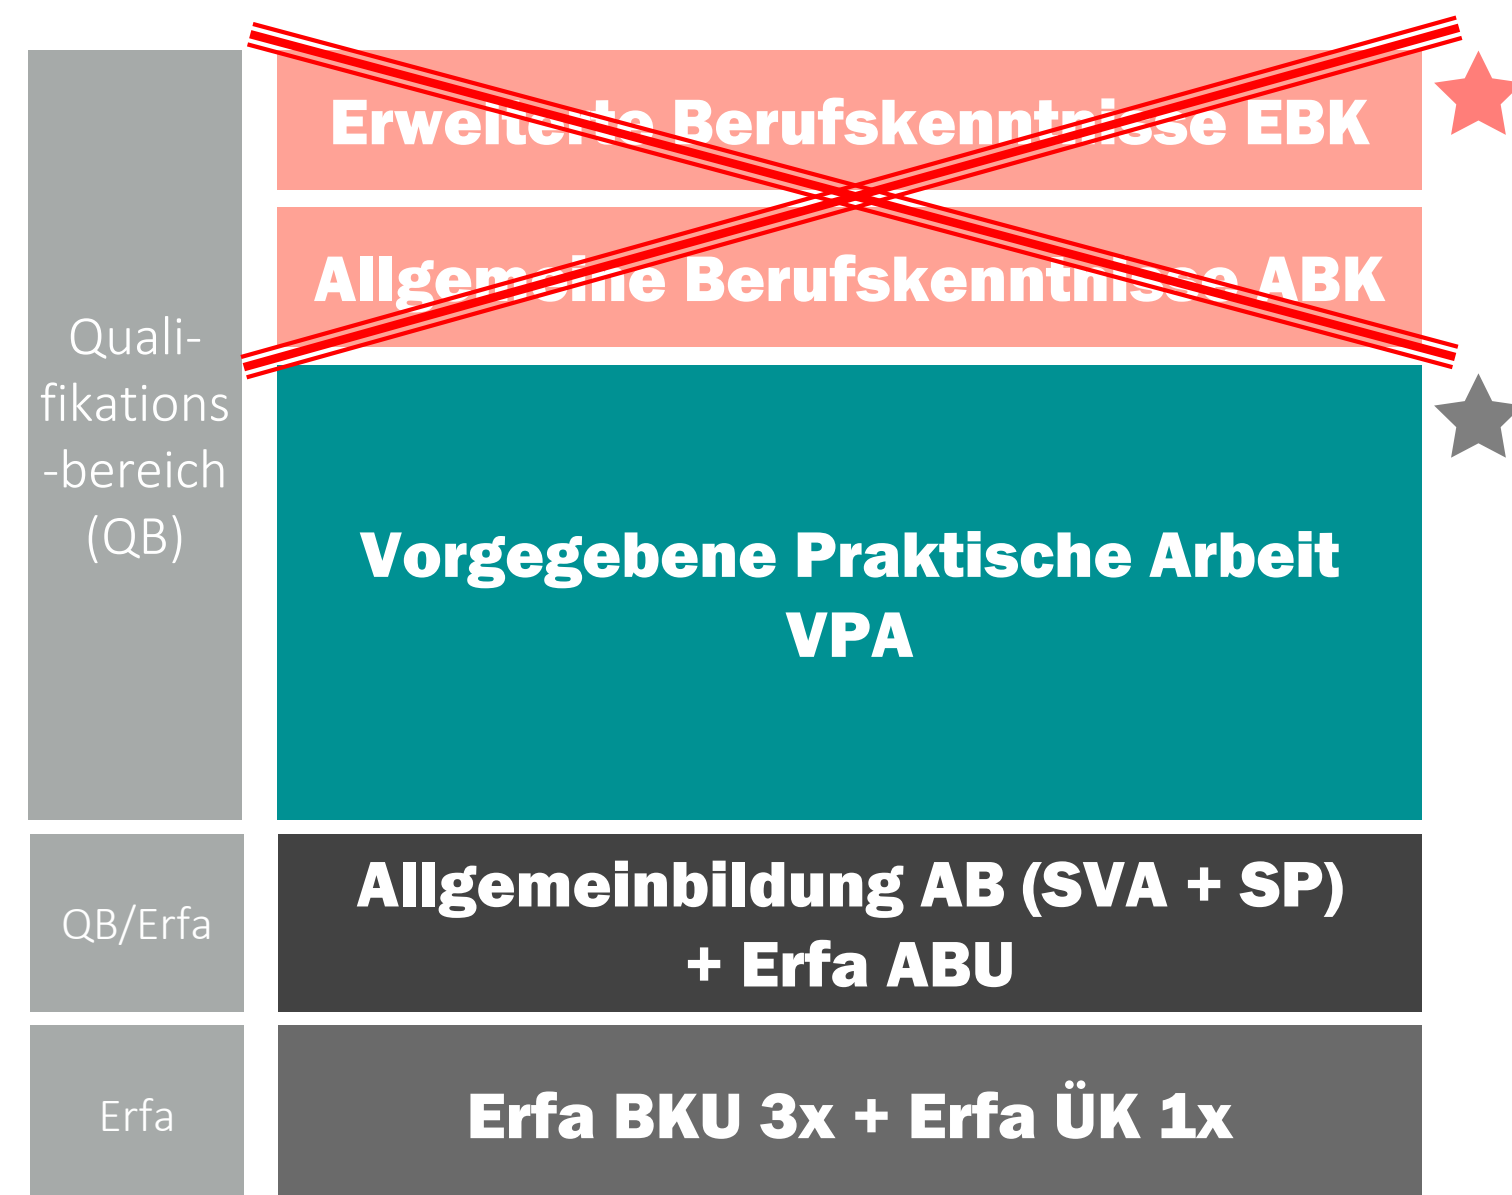 Erweiterte Berufskenntnisse EBK
Allgemeine Berufskenntnisse ABK
Quali-
fikations
-bereich
(QB)
Vorgegebene Praktische Arbeit
VPA
QB/Erfa
Allgemeinbildung AB (SVA + SP)
+ Erfa ABU
Erfa
Erfa BKU 3x + Erfa ÜK 1x